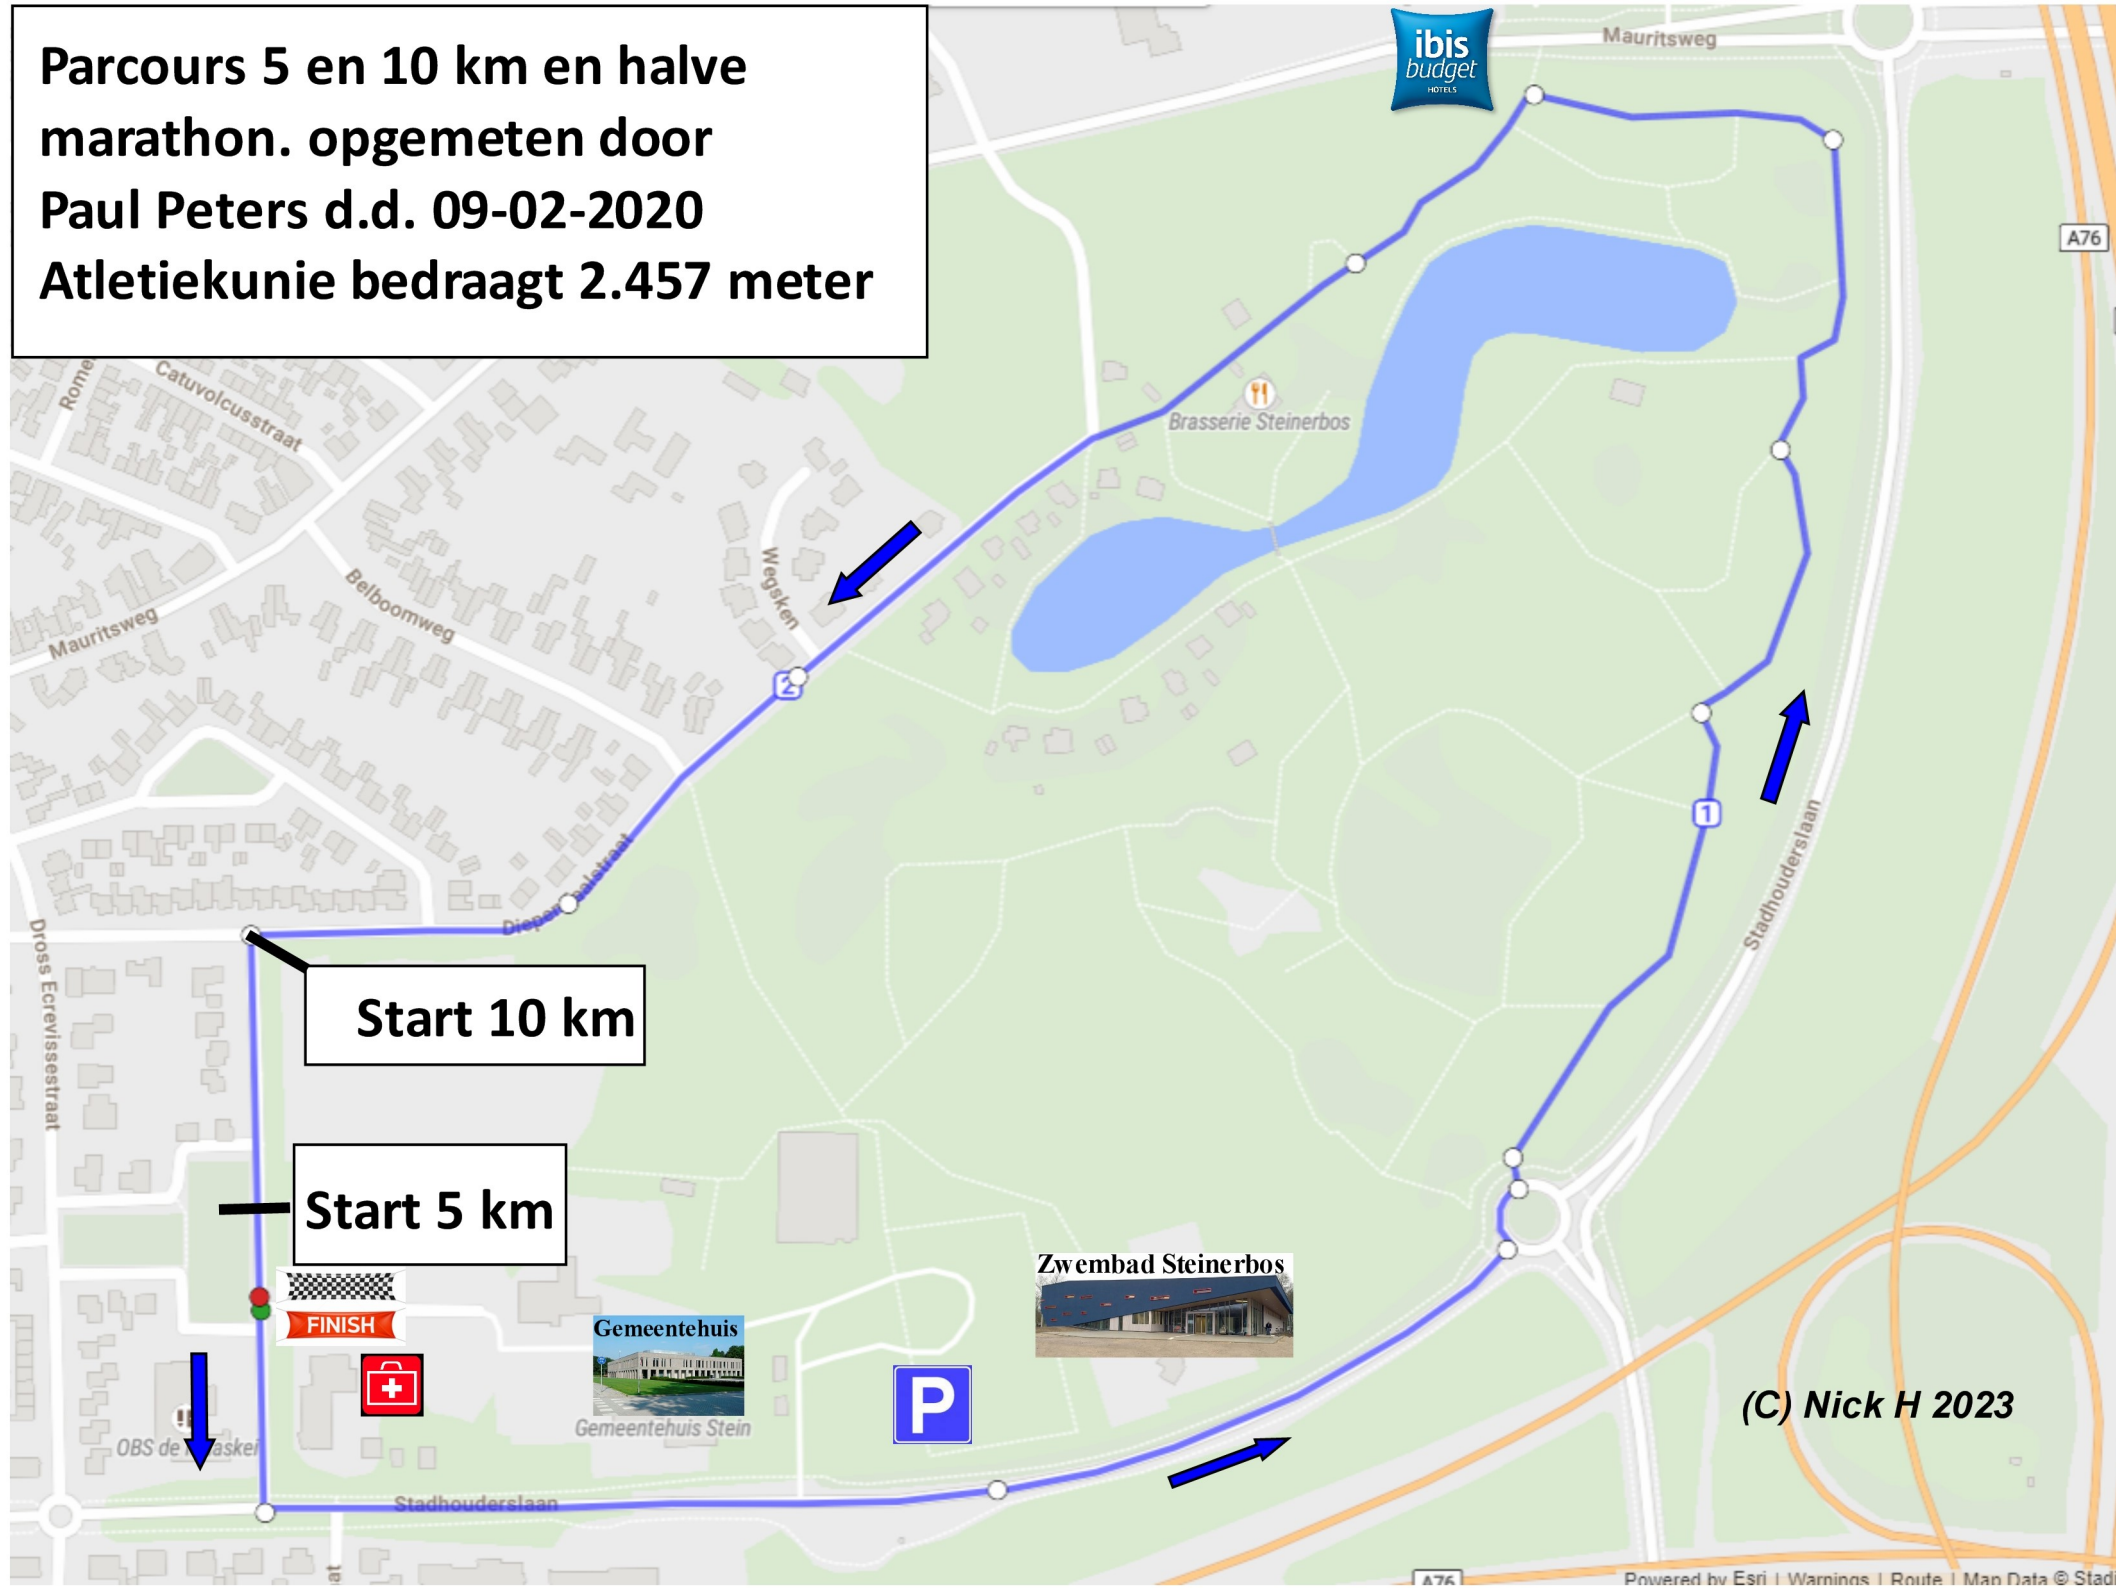 Parcours 5 en 10 km en halve
marathon. opgemeten door
Paul Peters d.d. 09-02-2020
Atletiekunie bedraagt 2.457 meter
ibis
budget
HOTELS
Mauritsweg
A76
Catuvolcusstraat
Brasserie Steinerbos
Wegsken
Belboomweg
Mauritsweg
2
1
Stadhouderslaan
Dross Ecrevissestraat
Start 10 km
Start 5 km
FINISH
Zwembad Steinerbos
Gemeentehuis
P
Gemeentehuis Stein
(C) Nick H 2023
OBS de
Stadhouderslaan
A76
Powered by Esri | Warnings | Route | Map Data ©